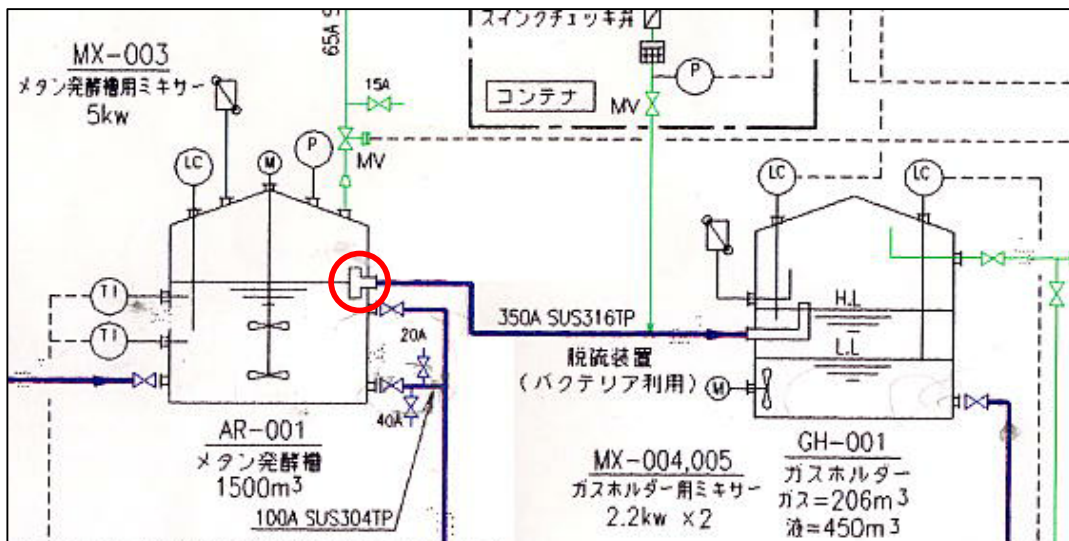 スイングチェッキ弁
65A S
MX-003
メタン発酵槽用ミキサー
5kw
15A
コンテナ
P
MV
LC
M
P
MV
LC
LC
TI
TI
H.L
350A SUS316TP
L.L
20A
脱硫装置
(バクテリア利用)
M
40A
AR-001
メタン発酵槽
1500m3
100A SUS304TP
MX-004,005
ガスホルダー用ミキサー
2.2kw ×2
GH-001
ガスホルダー
ガス=206m3
液=450m3